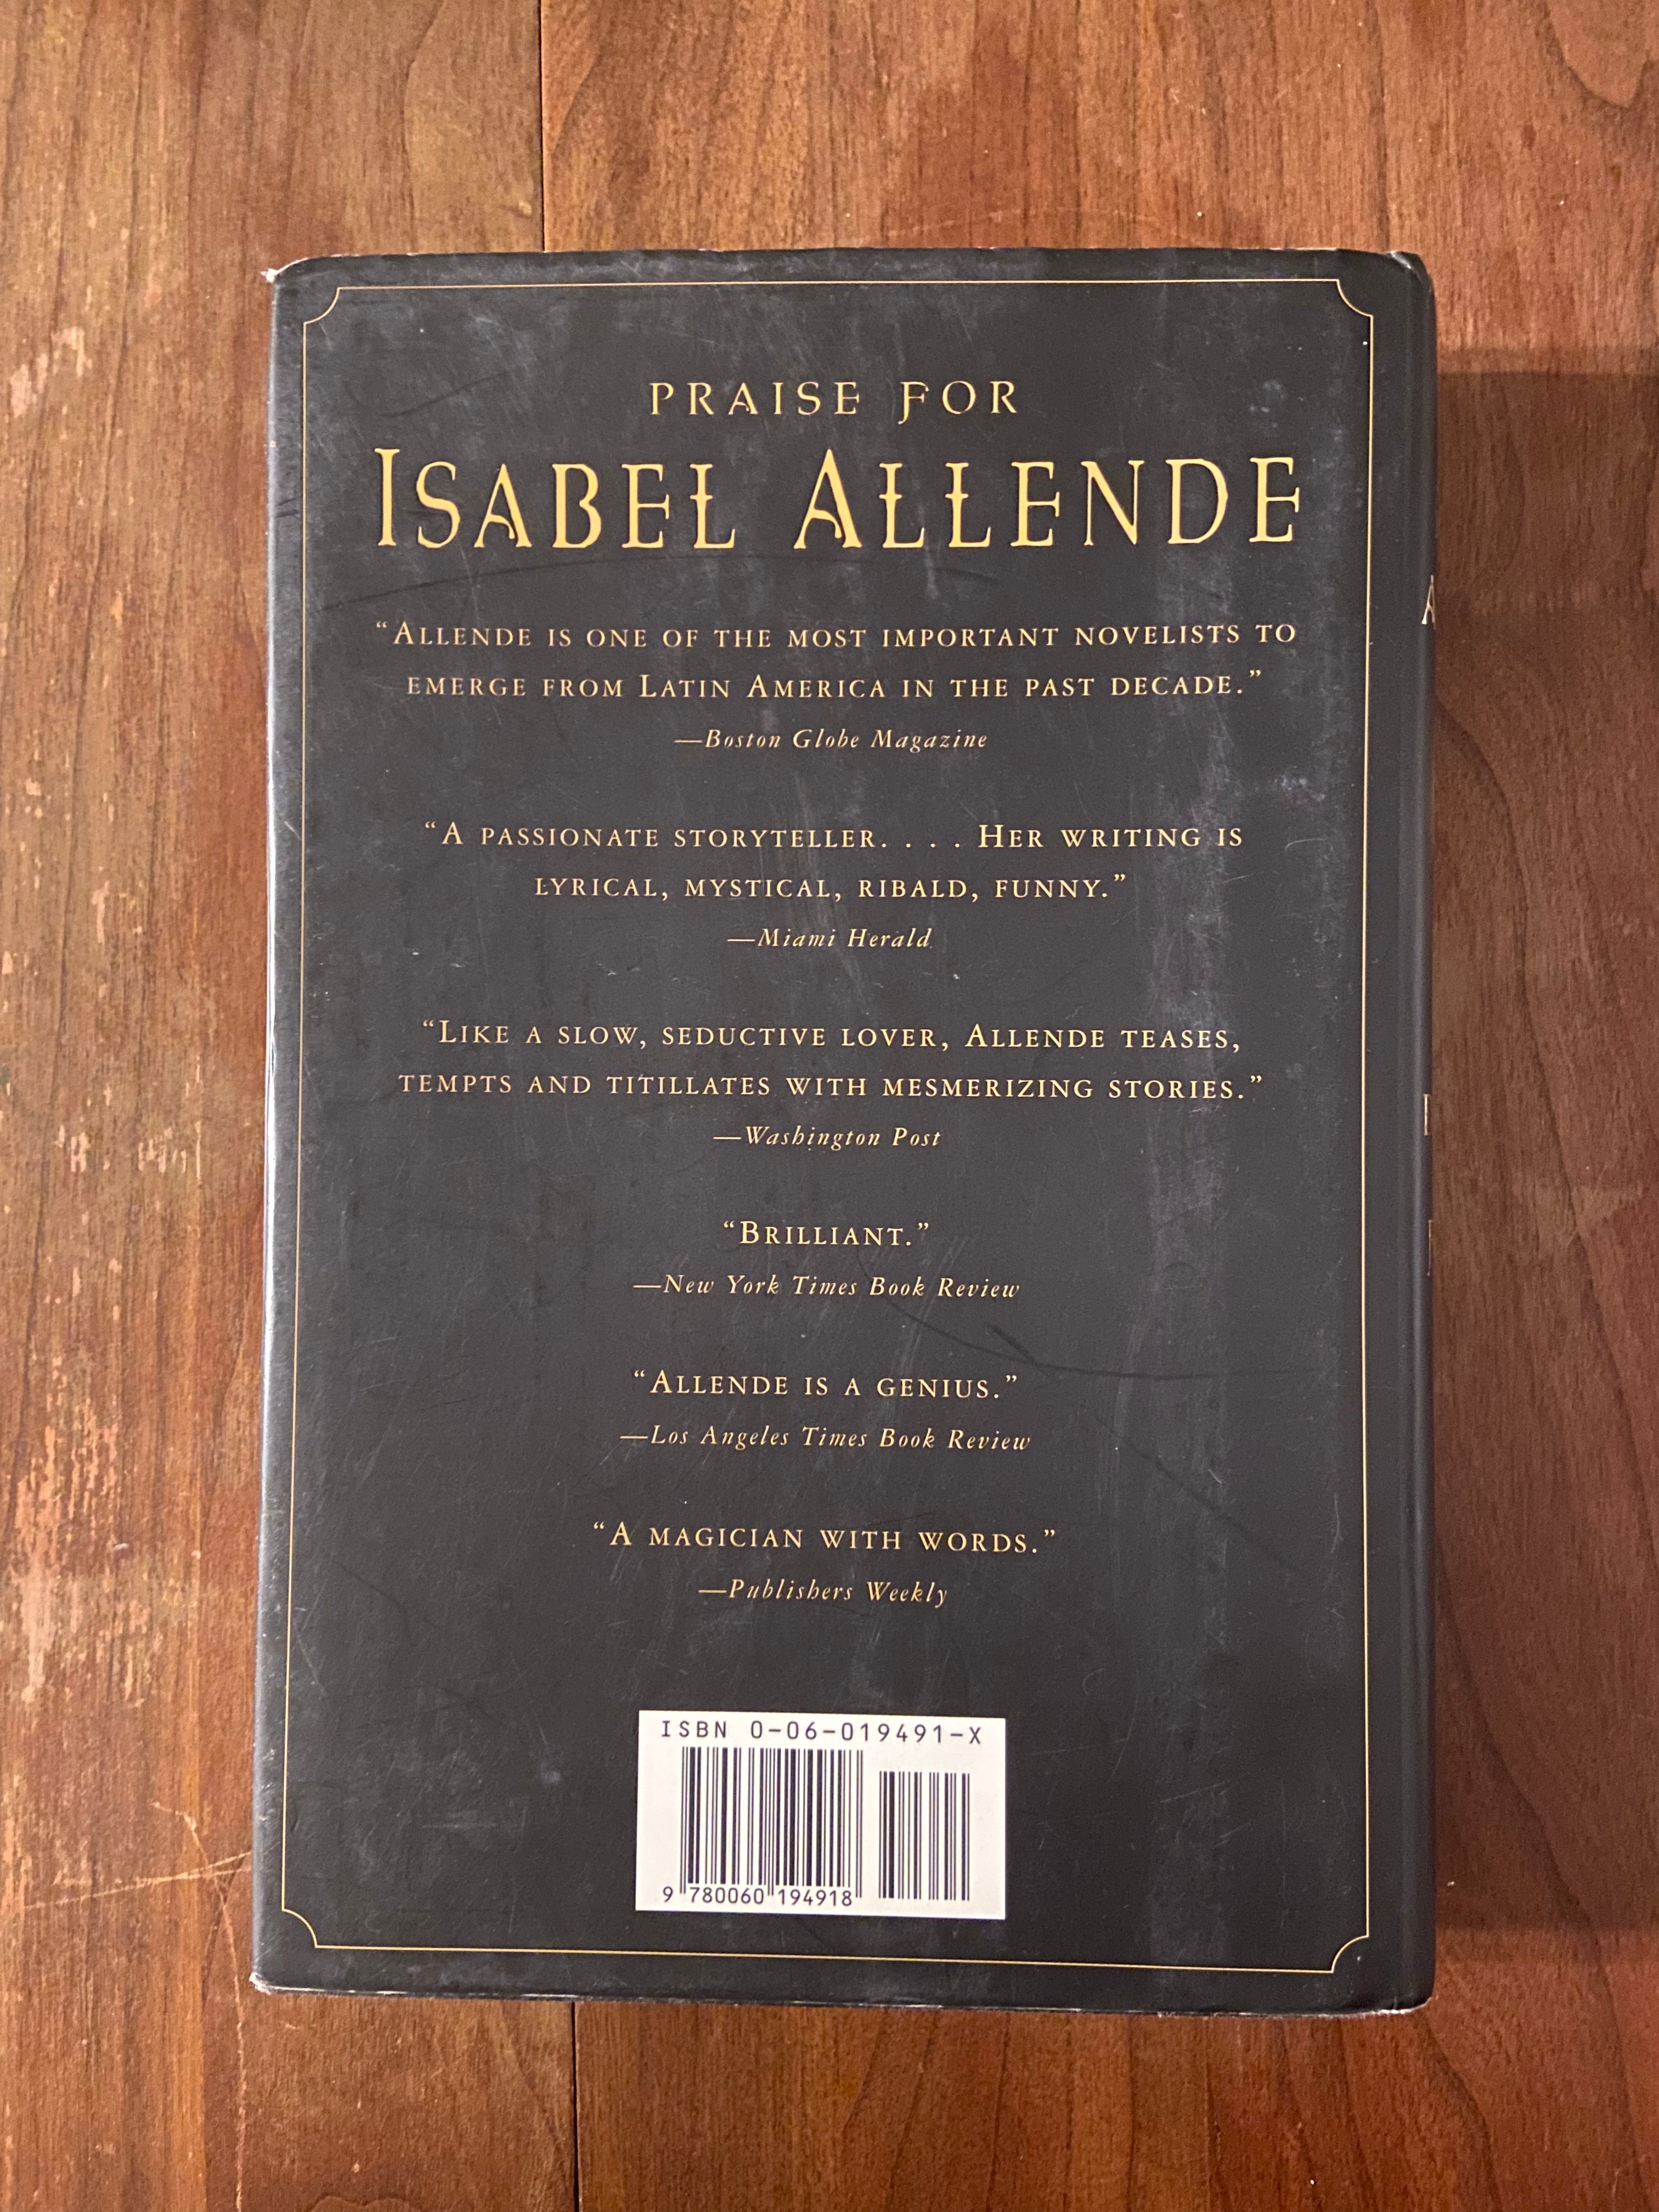 PRAISE FOR
ISABEL ALLENDE
“ALLENDE IS ONE OF THE MOST IMPORTANT NOVELISTS TO
EMERGE FROM LATIN AMERICA IN THE PAST DECADE.”
—Boston Globe Magazine
“A PASSIONATE STORYTELLER. . . . HER WRITING IS
LYRICAL, MYSTICAL, RIBALD, FUNNY.”
—Miami Herald
“LIKE A SLOW, SEDUCTIVE LOVER, ALLENDE TEASES,
TEMPTS AND TITILLATES WITH MESMERIZING STORIES.”
—Washington Post
“BRILLIANT.”
—New York Times Book Review
“ALLENDE IS A GENIUS.”
—Los Angeles Times Book Review
“A MAGICIAN WITH WORDS.”
—Publishers Weekly
ISBN 0-06-019491-X
9 780060 194918